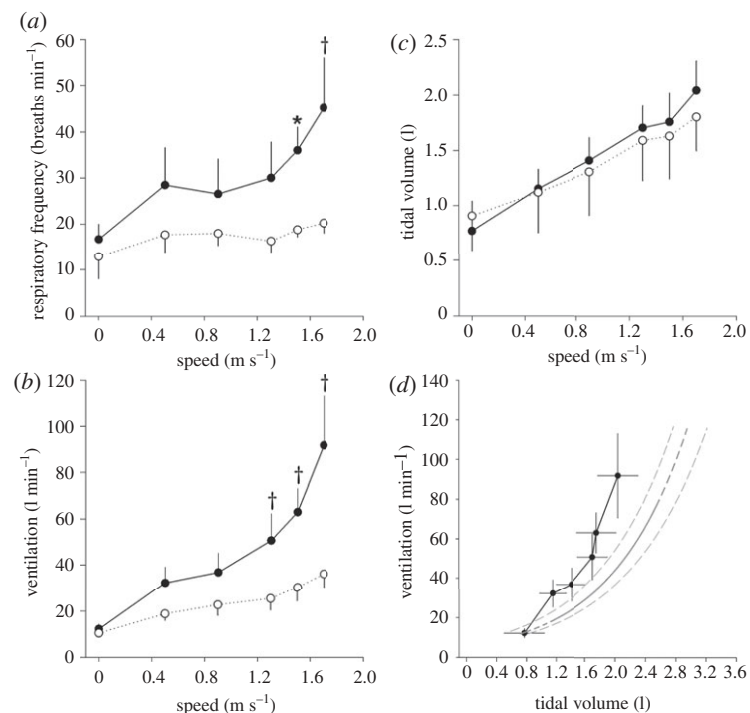 (a)
respiratory frequency (breaths min⁻¹)
60
50
40
30
20
10
0
*
†
0 0.4 0.8 1.2 1.6 2.0
speed (m s⁻¹)
(c)
tidal volume (l)
2.5
2.0
1.5
1.0
0.5
0
0 0.4 0.8 1.2 1.6 2.0
speed (m s⁻¹)
(b)
ventilation (l min⁻¹)
120
100
80
60
40
20
0
†
†
†
0 0.4 0.8 1.2 1.6 2.0
speed (m s⁻¹)
(d)
ventilation (l min⁻¹)
140
120
100
80
60
40
20
0
0 0.4 0.8 1.2 1.6 2.0 2.4 2.8 3.2 3.6
tidal volume (l)